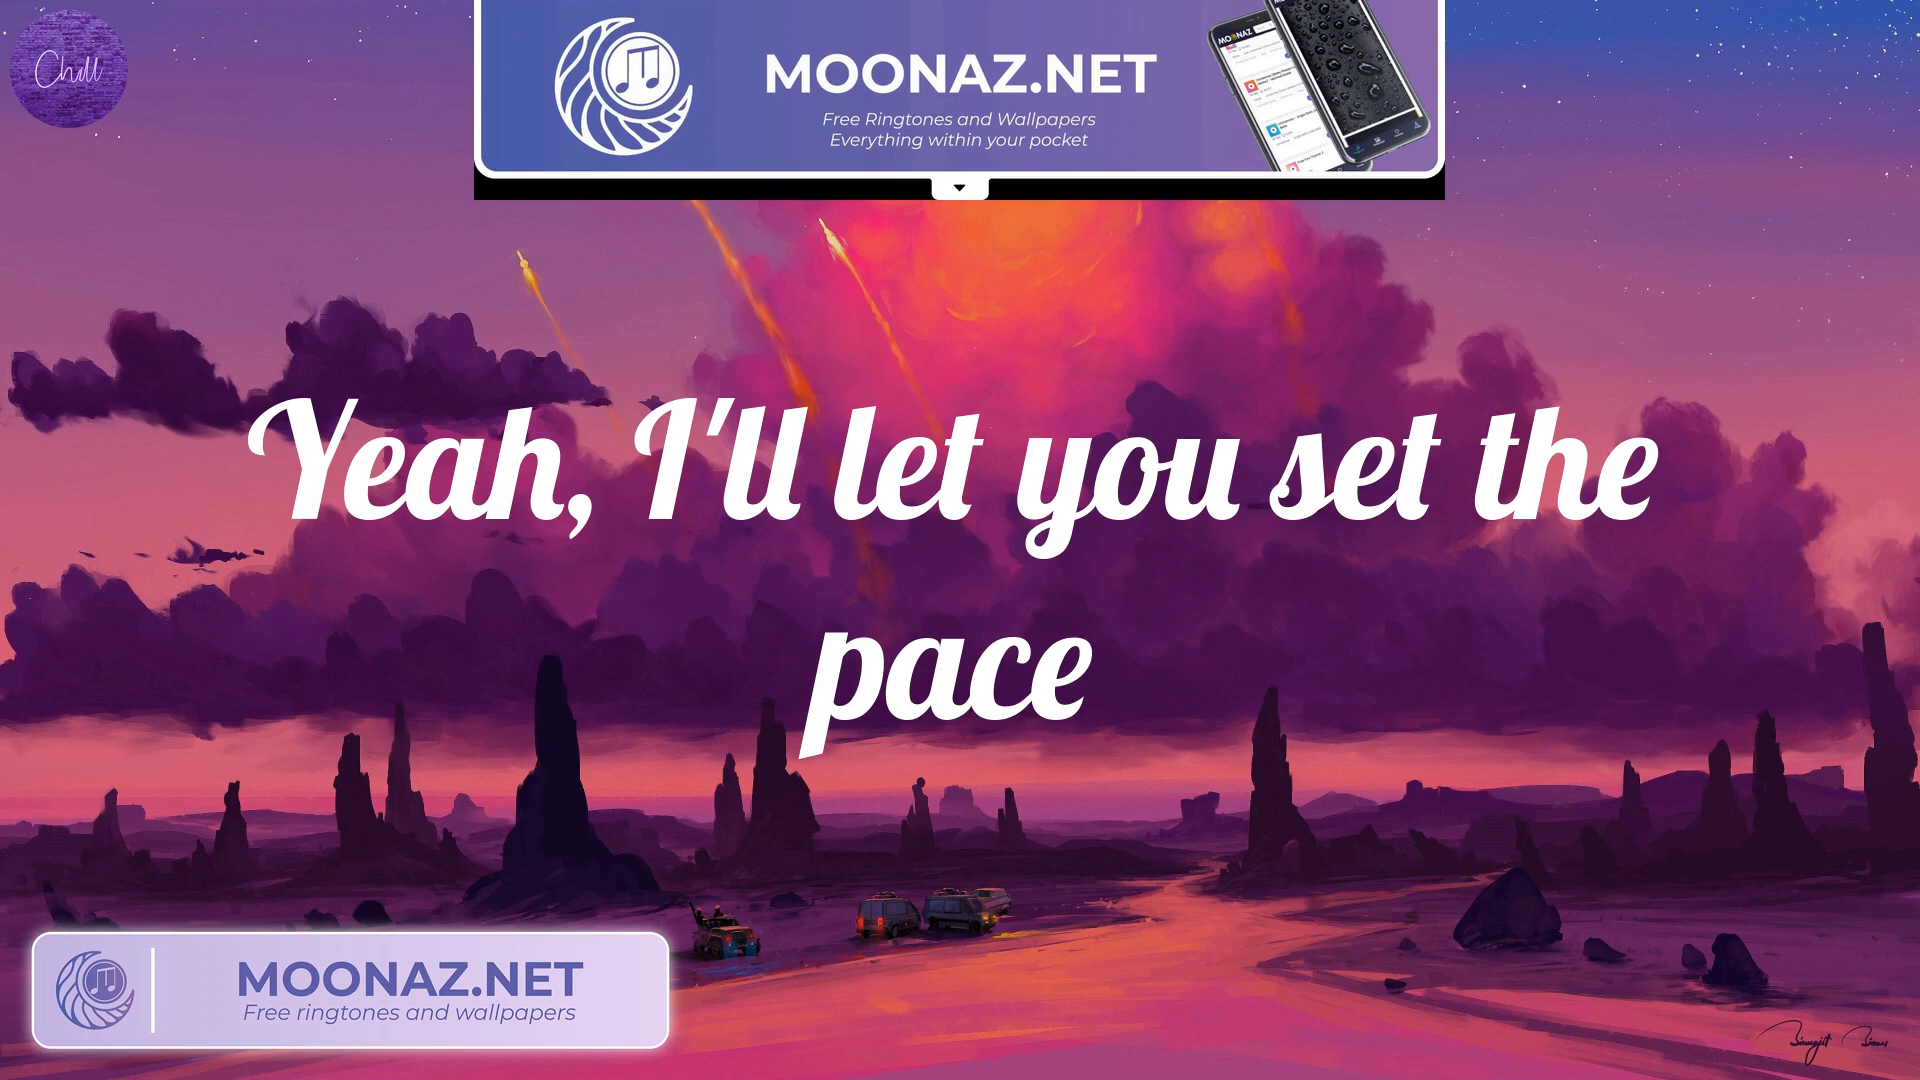 Chill
MOONAZ.NET
Free Ringtones and Wallpapers
Everything within your pocket
Yeah, I'll let you set the
pace
MOONAZ.NET
Free ringtones and wallpapers